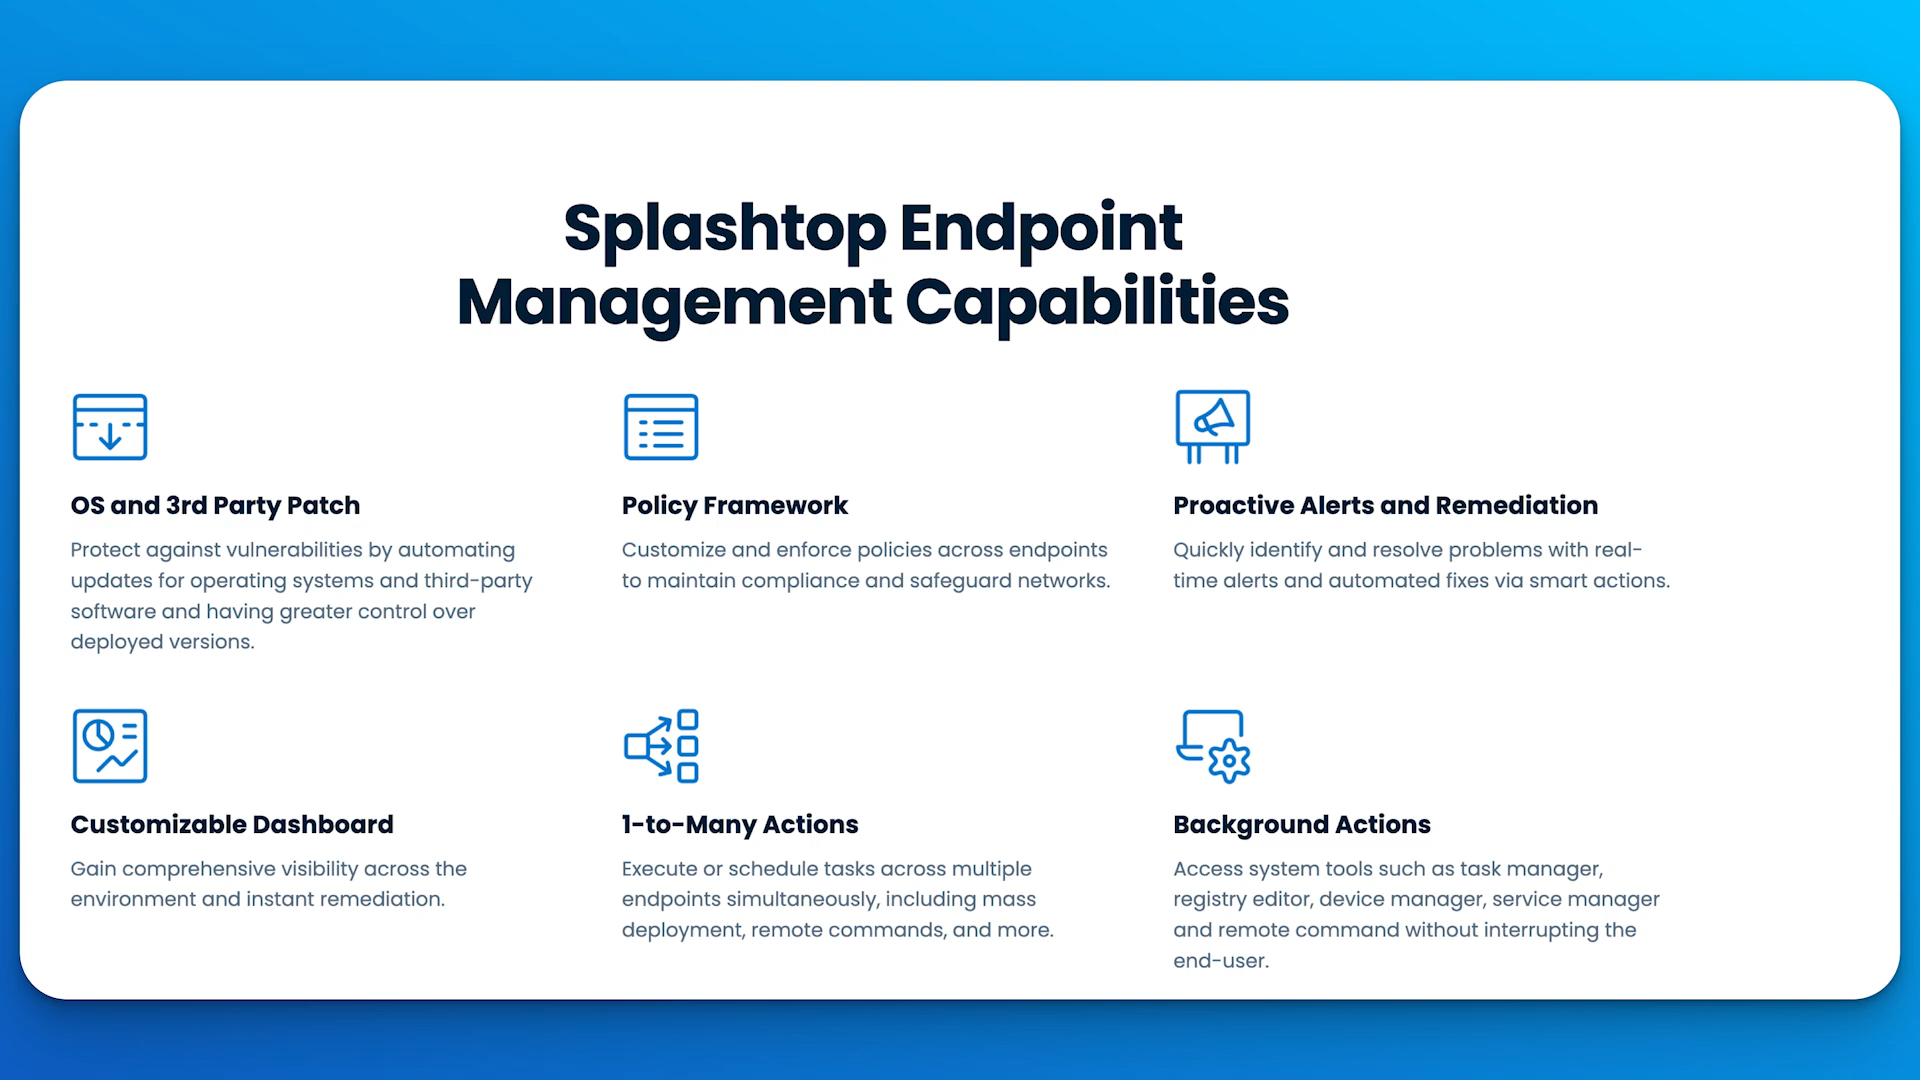 Splashtop Endpoint
Management Capabilities
OS and 3rd Party Patch
Protect against vulnerabilities by automating
updates for operating systems and third-party
software and having greater control over
deployed versions.
Policy Framework
Customize and enforce policies across endpoints
to maintain compliance and safeguard networks.
Proactive Alerts and Remediation
Quickly identify and resolve problems with real-
time alerts and automated fixes via smart actions.
Customizable Dashboard
Gain comprehensive visibility across the
environment and instant remediation.
1-to-Many Actions
Execute or schedule tasks across multiple
endpoints simultaneously, including mass
deployment, remote commands, and more.
Background Actions
Access system tools such as task manager,
registry editor, device manager, service manager
and remote command without interrupting the
end-user.